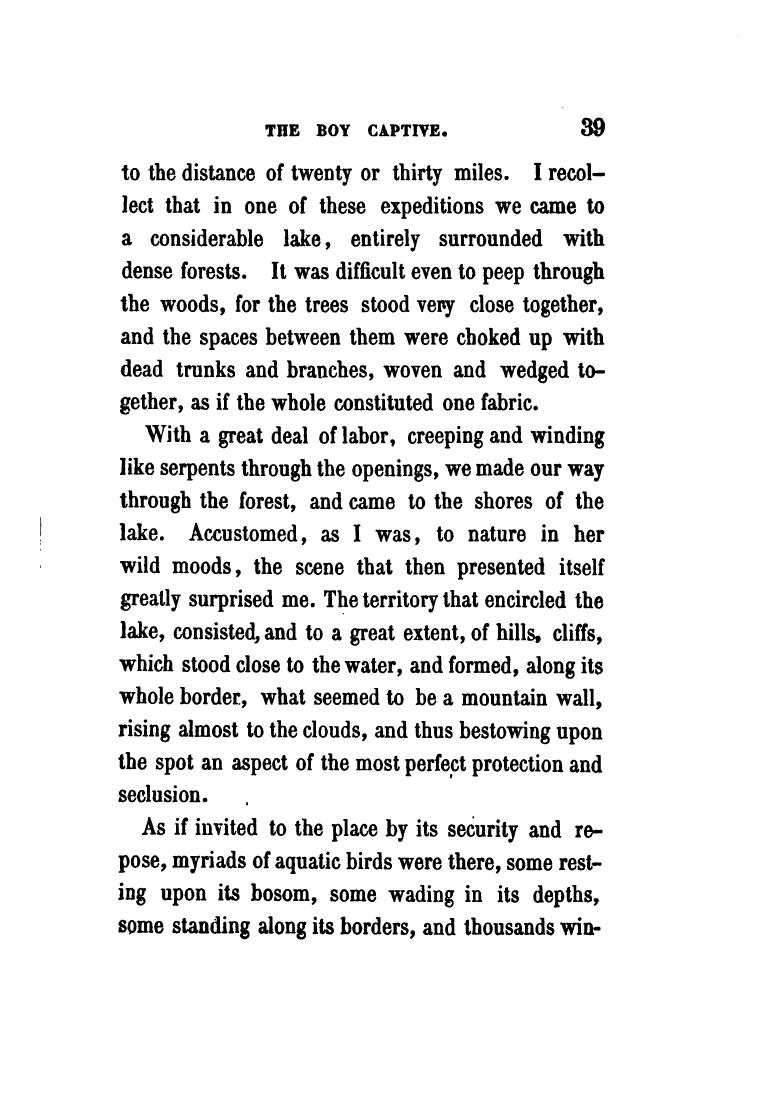 THE BOY CAPTIVE. 39
to the distance of twenty or thirty miles. I recol-
lect that in one of these expeditions we came to
a considerable lake, entirely surrounded with
dense forests. It was difficult even to peep through
the woods, for the trees stood very close together,
and the spaces between them were choked up with
dead trunks and branches, woven and wedged to-
gether, as if the whole constituted one fabric.
With a great deal of labor, creeping and winding
like serpents through the openings, we made our way
through the forest, and came to the shores of the
lake. Accustomed, as I was, to nature in her
wild moods, the scene that then presented itself
greatly surprised me. The territory that encircled the
lake, consisted, and to a great extent, of hills, cliffs,
which stood close to the water, and formed, along its
whole border, what seemed to be a mountain wall,
rising almost to the clouds, and thus bestowing upon
the spot an aspect of the most perfect protection and
seclusion.
As if invited to the place by its security and re-
pose, myriads of aquatic birds were there, some rest-
ing upon its bosom, some wading in its depths,
some standing along its borders, and thousands win-